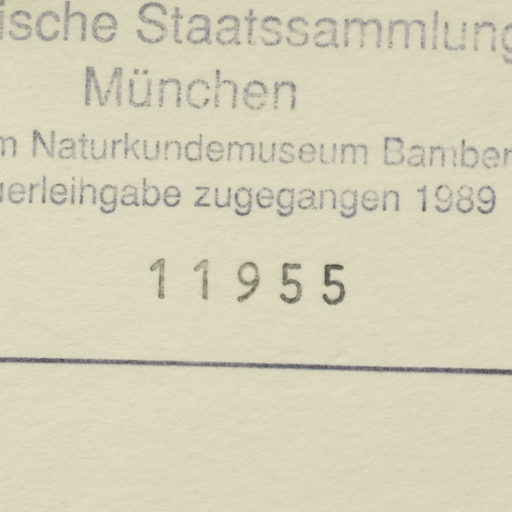 ische Staatssammlung
München
m Naturkundemuseum Bamber
uerleihgabe zugegangen 1989
11955